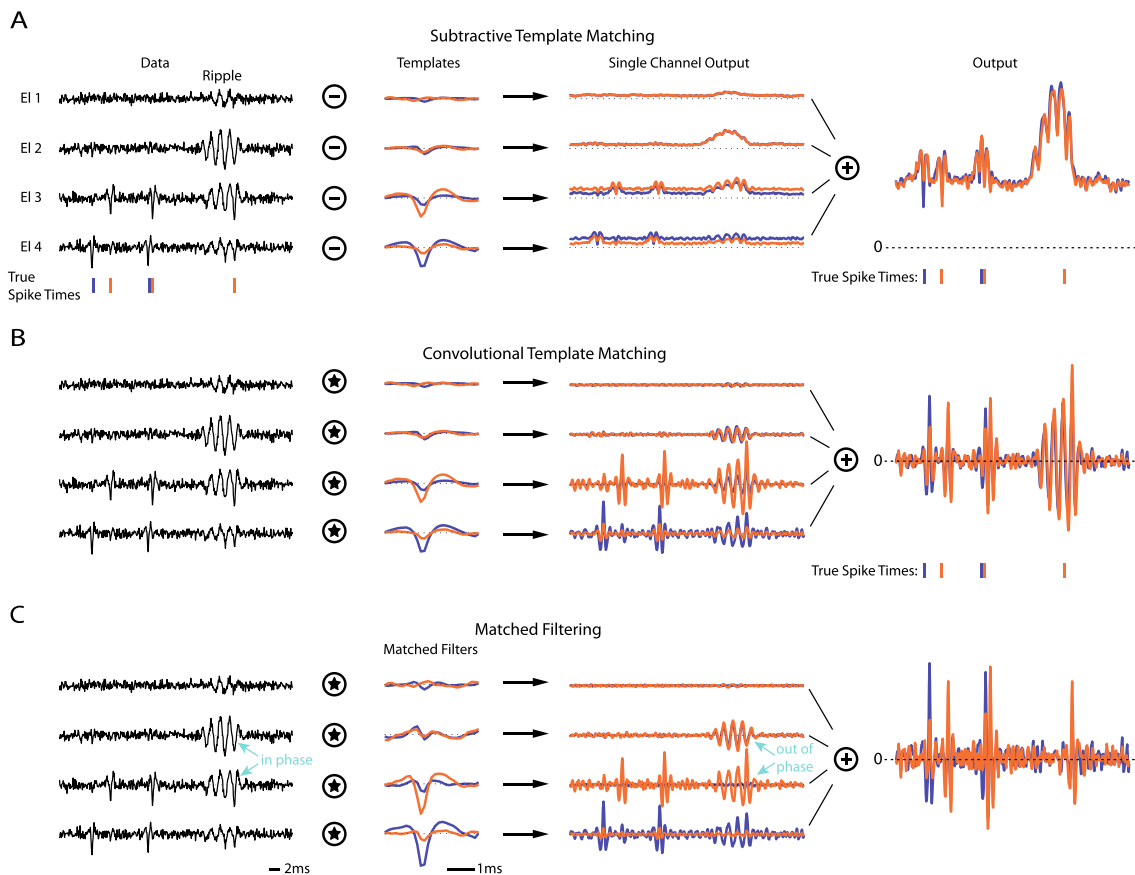 A
Subtractive Template Matching
Data
Templates
Single Channel Output
Output
Ripple
El 1
El 2
El 3
El 4
0
True
Spike Times
True Spike Times:
B
Convolutional Template Matching
0
True Spike Times:
C
Matched Filtering
Matched Filters
in phase
out of
phase
0
2ms
1ms